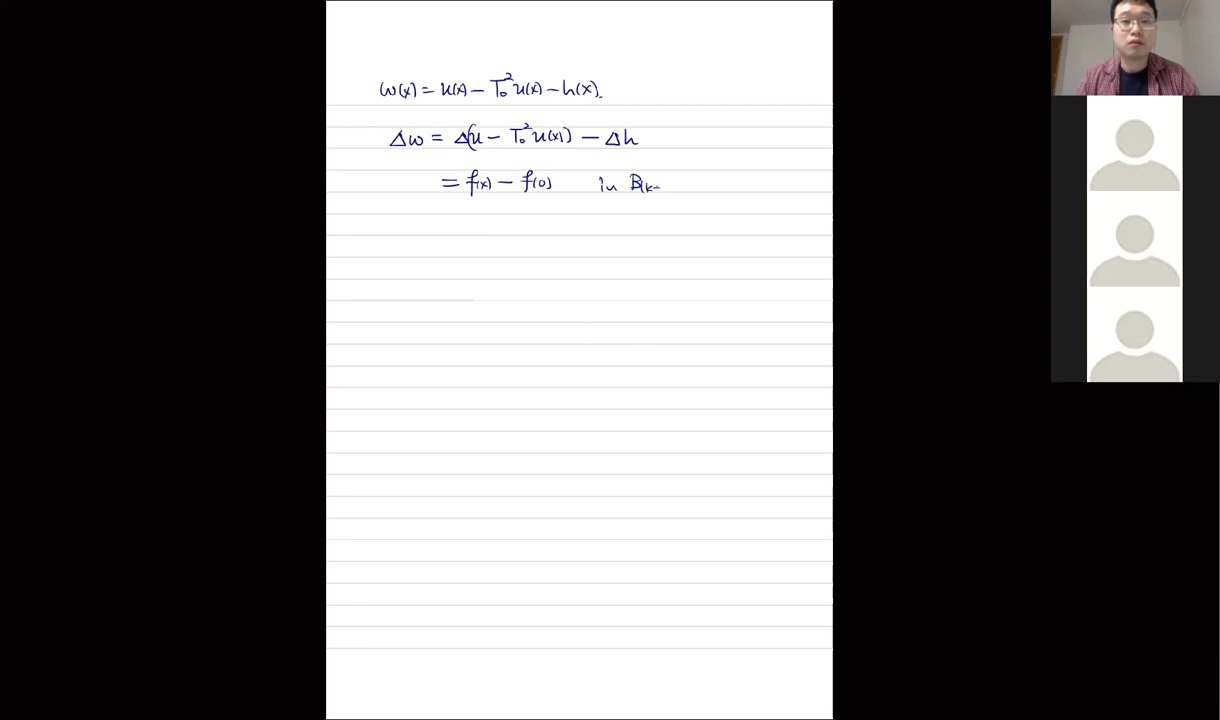 w(x) = u(x) - T₀²u(x) - h(x).
Δw = Δ(u - T₀²u(x)) - Δh
= f(x) - f(0) in B(k-